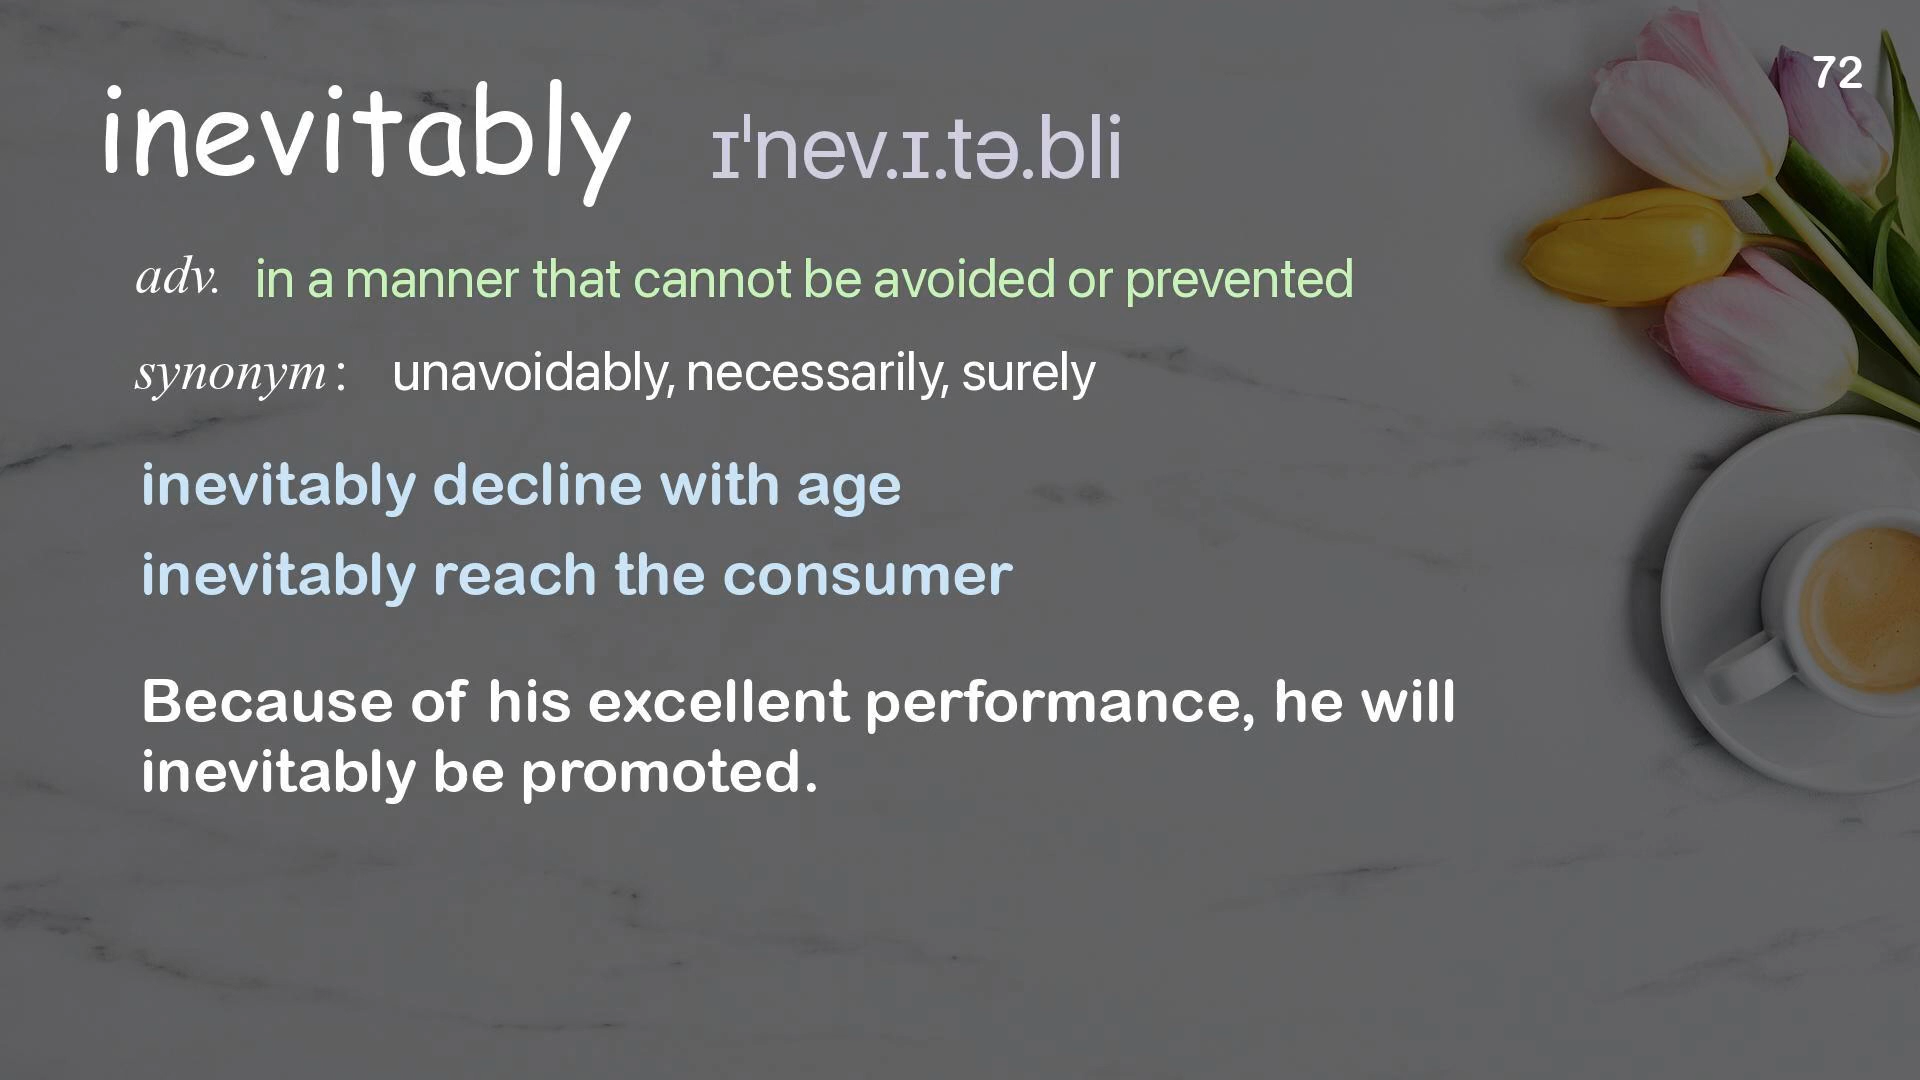 72
inevitably ɪˈnev.ɪ.tə.bli
adv. in a manner that cannot be avoided or prevented
synonym : unavoidably, necessarily, surely
inevitably decline with age
inevitably reach the consumer
Because of his excellent performance, he will
inevitably be promoted.